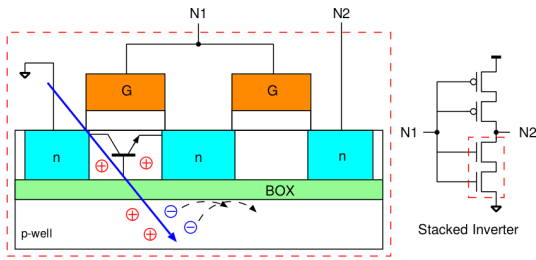 N1 N2
G G
n n n
BOX
p-well
N1 N2
Stacked Inverter